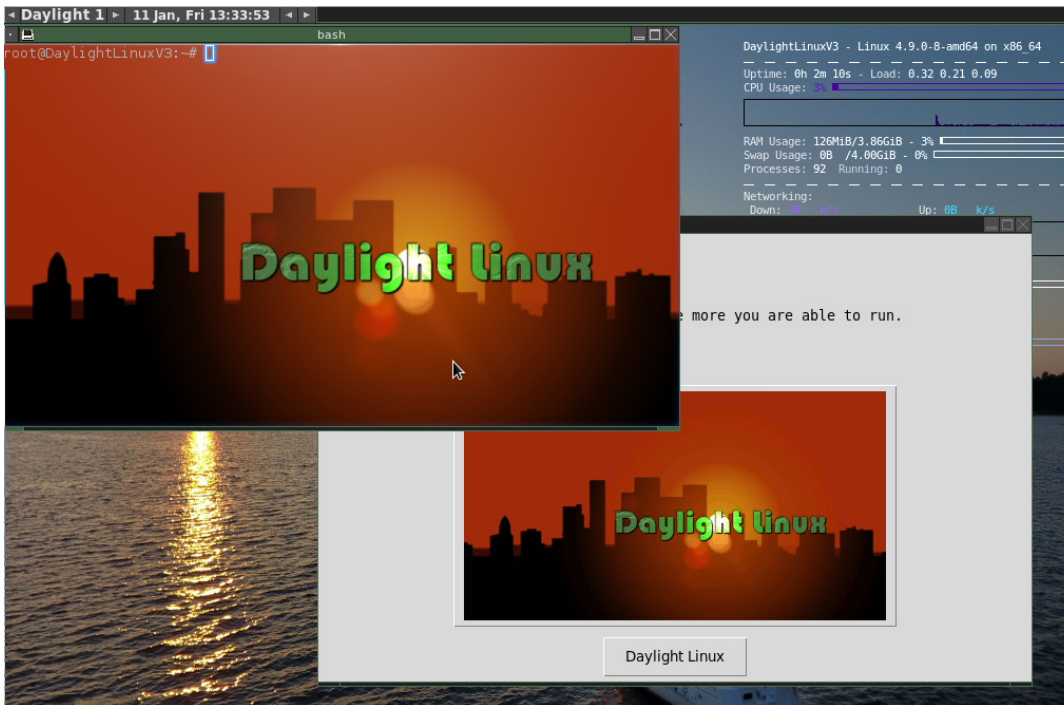 Daylight 1 11 Jan, Fri 13:33:53
bash
root@DaylightLinuxV3:~#
Daylight Linux
DaylightLinuxV3 - Linux 4.9.0-8-amd64 on x86_64
Uptime: 0h 2m 10s - Load: 0.32 0.21 0.09
CPU Usage: 3%
RAM Usage: 126MiB/3.86GiB - 3%
Swap Usage: 0B /4.00GiB - 0%
Processes: 92 Running: 0
Networking:
Down: k/s Up: 0B k/s
more you are able to run.
Daylight Linux
Daylight Linux